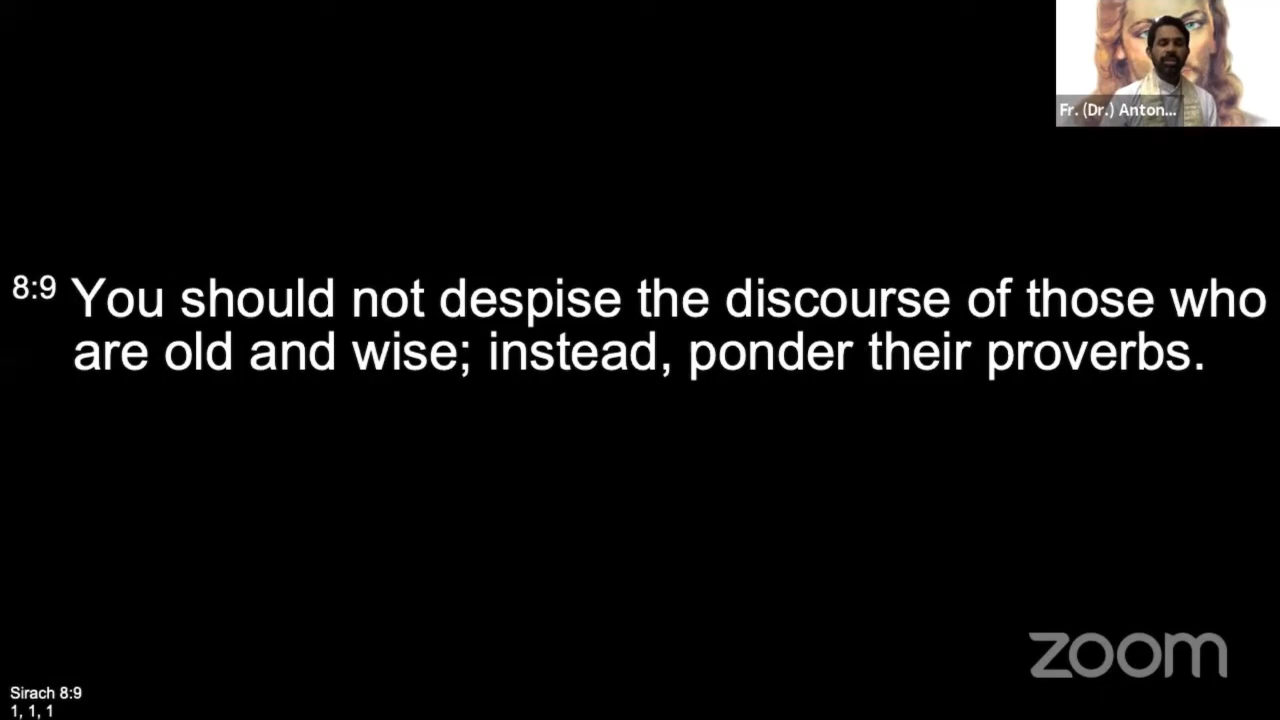 Fr. (Dr.) Anton...
8:9 You should not despise the discourse of those who
are old and wise; instead, ponder their proverbs.
zoom
Sirach 8:9
1, 1, 1